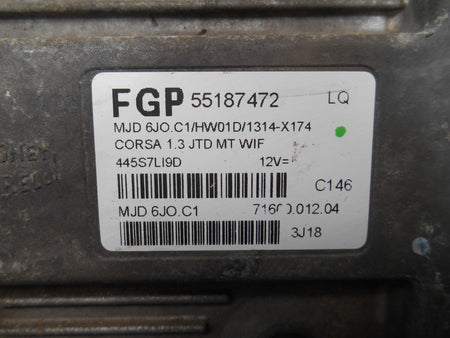 FGP 55187472 LQ
MJD 6JO.C1/HW01D/1314-X174
CORSA 1.3 JTD MT WIF
445S7LI9D 12V=
C146
MJD 6JO.C1 71600.012.04
3J18